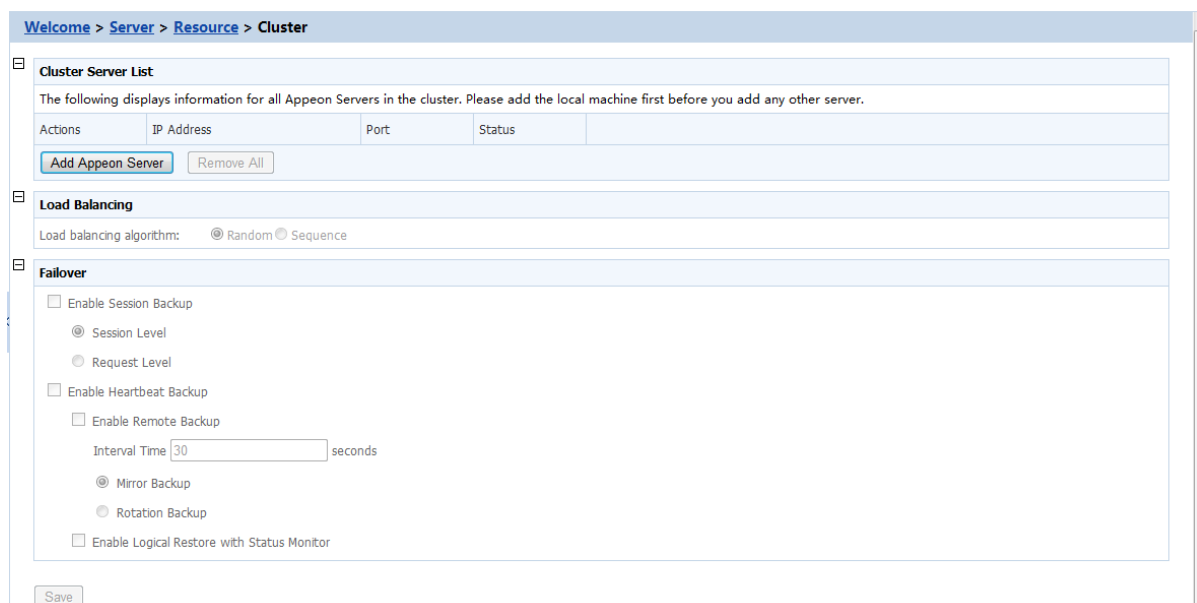 Welcome > Server > Resource > Cluster
Cluster Server List
The following displays information for all Appeon Servers in the cluster. Please add the local machine first before you add any other server.
Actions IP Address Port Status
Add Appeon Server Remove All
Load Balancing
Load balancing algorithm: Random Sequence
Failover
Enable Session Backup
Session Level
Request Level
Enable Heartbeat Backup
Enable Remote Backup
Interval Time 30 seconds
Mirror Backup
Rotation Backup
Enable Logical Restore with Status Monitor
Save